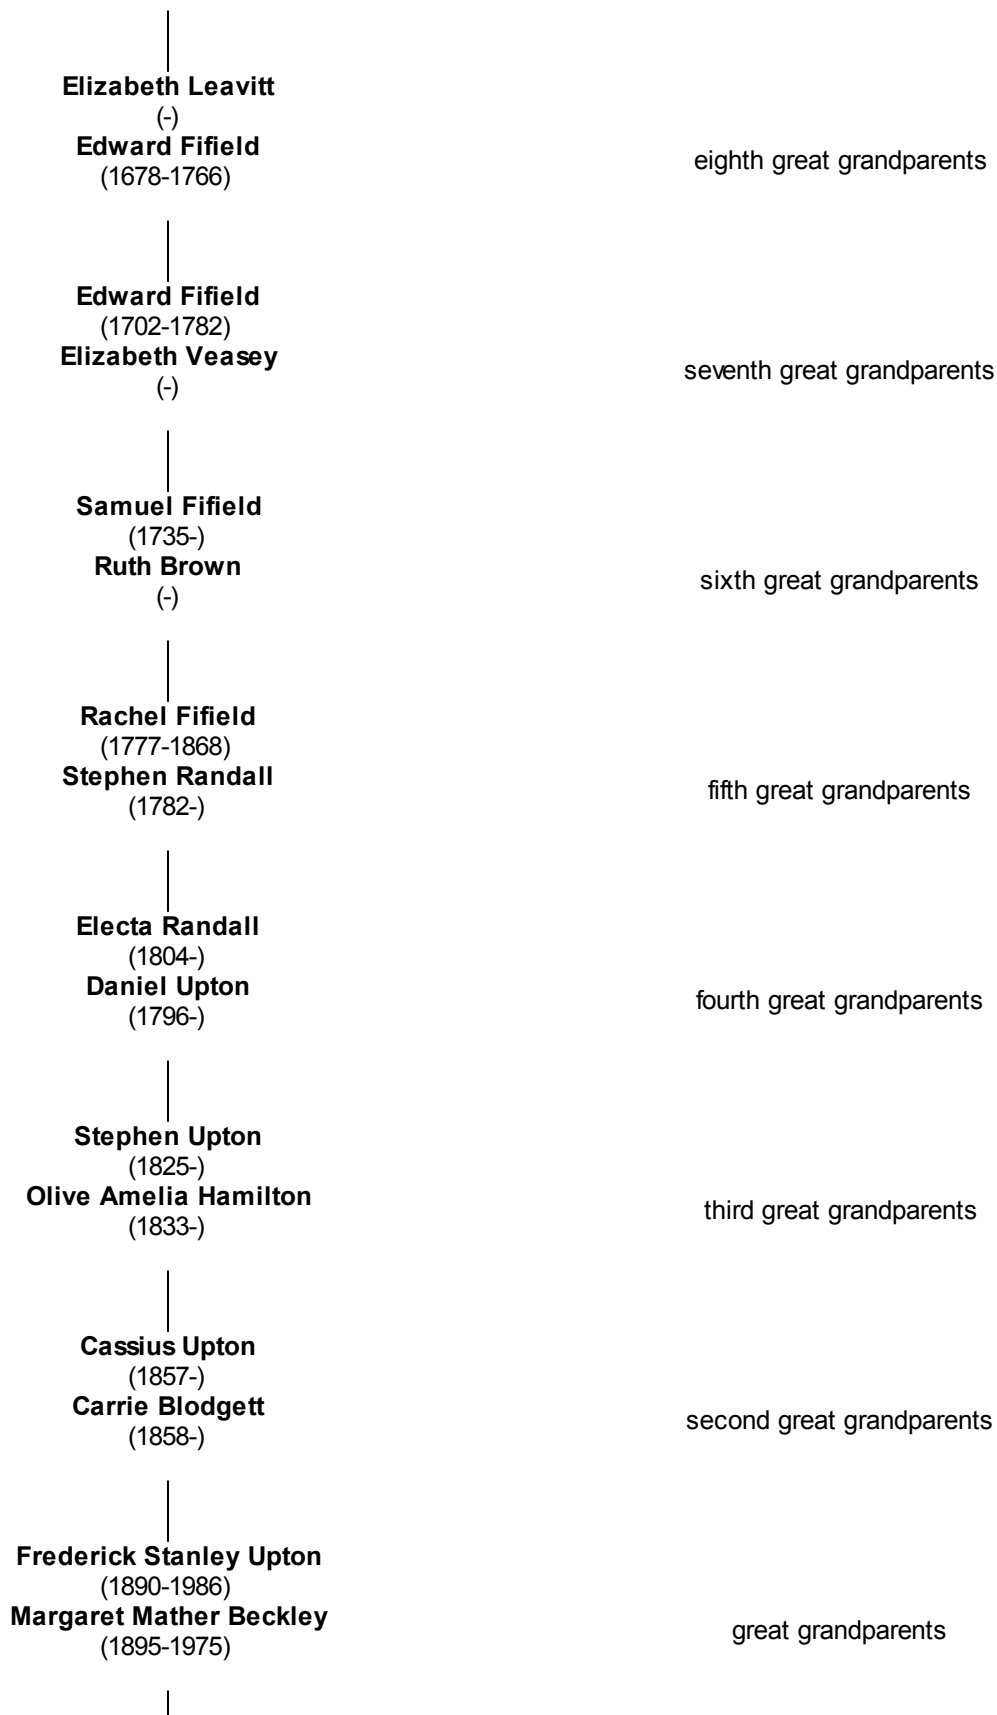 Elizabeth Leavitt
(-)
Edward Fifield
(1678-1766)
eighth great grandparents
Edward Fifield
(1702-1782)
Elizabeth Veasey
(-)
seventh great grandparents
Samuel Fifield
(1735-)
Ruth Brown
(-)
sixth great grandparents
Rachel Fifield
(1777-1868)
Stephen Randall
(1782-)
fifth great grandparents
Electa Randall
(1804-)
Daniel Upton
(1796-)
fourth great grandparents
Stephen Upton
(1825-)
Olive Amelia Hamilton
(1833-)
third great grandparents
Cassius Upton
(1857-)
Carrie Blodgett
(1858-)
second great grandparents
Frederick Stanley Upton
(1890-1986)
Margaret Mather Beckley
(1895-1975)
great grandparents